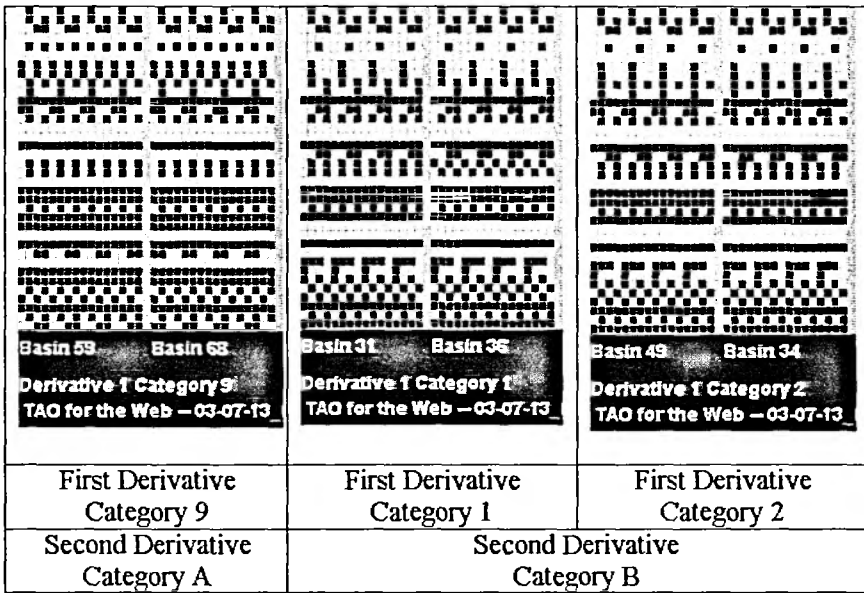 Basin 59 Basin 68
Derivative 1 Category 9
TAO for the Web – 03-07-13_
Basin 31 Basin 36
Derivative 1 Category 1
TAO for the Web – 03-07-13_
Basin 49 Basin 34
Derivative 1 Category 2
TAO for the Web – 03-07-13_
First Derivative
Category 9
First Derivative
Category 1
First Derivative
Category 2
Second Derivative
Category A
Second Derivative
Category B